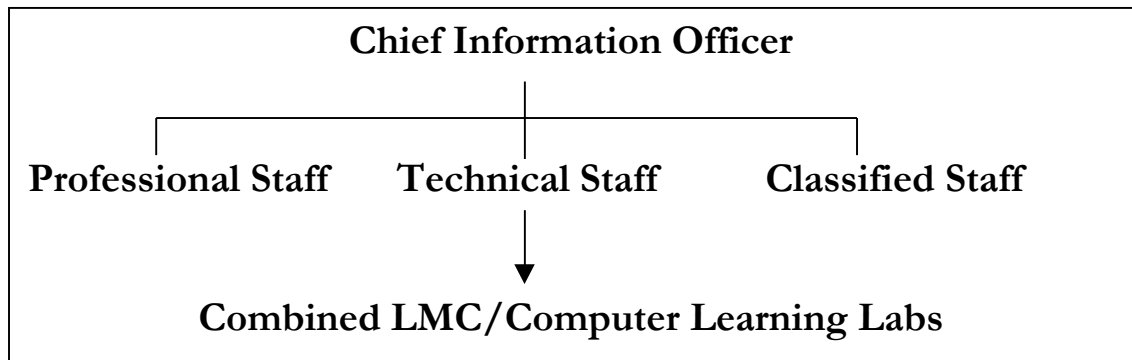 Chief Information Officer
Professional Staff Technical Staff Classified Staff
Combined LMC/Computer Learning Labs